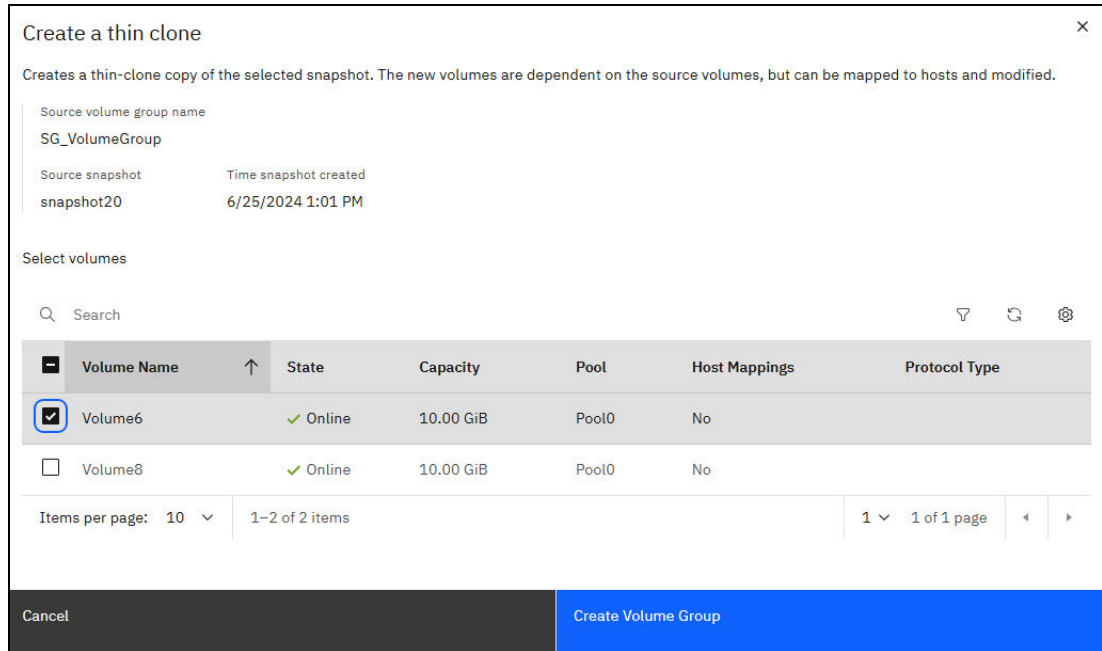 Create a thin clone
Creates a thin-clone copy of the selected snapshot. The new volumes are dependent on the source volumes, but can be mapped to hosts and modified.
Source volume group name
SG_VolumeGroup
Source snapshot Time snapshot created
snapshot20 6/25/2024 1:01 PM
Select volumes
Search
Volume Name State Capacity Pool Host Mappings Protocol Type
Volume6 Online 10.00 GiB Pool0 No
Volume8 Online 10.00 GiB Pool0 No
Items per page: 10 1–2 of 2 items 1 1 of 1 page
Cancel Create Volume Group